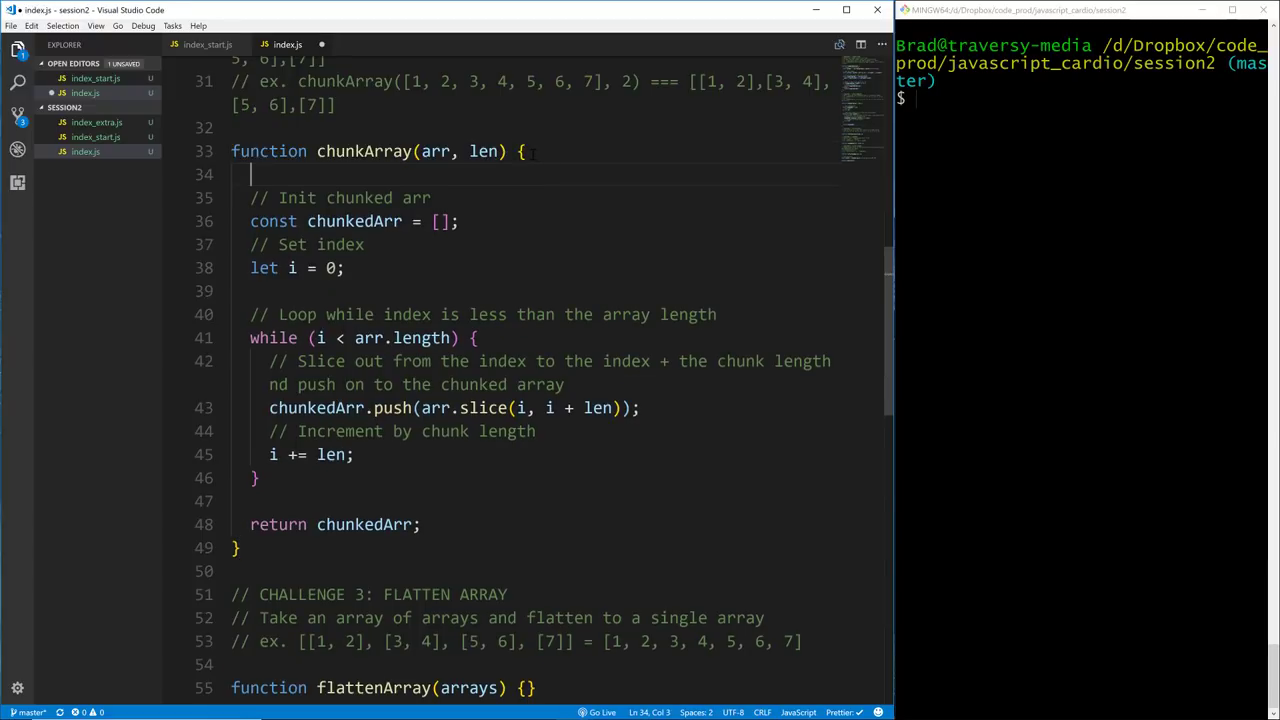 index.js - session2 - Visual Studio Code
File Edit Selection View Go Debug Tasks Help
EXPLORER
OPEN EDITORS 1 UNSAVED
index_start.js U
index.js U
SESSION2
index_extra.js U
index_start.js U
index.js U
1
3
index_start.js
index.js
5, 6],[7]]
31 ex. chunkArray([1, 2, 3, 4, 5, 6, 7], 2) === [[1, 2],[3, 4],
[5, 6],[7]]
32
33 unction chunkArray(arr, len) {
34
35 // Init chunked arr
36 const chunkedArr = [];
37 // Set index
38 let i = 0;
39
40 // Loop while index is less than the array length
41 while (i < arr.length) {
42 // Slice out from the index to the index + the chunk length
nd push on to the chunked array
43 chunkedArr.push(arr.slice(i, i + len));
44 // Increment by chunk length
45 i += len;
46 }
47
48 return chunkedArr;
49 }
50
51 // CHALLENGE 3: FLATTEN ARRAY
52 // Take an array of arrays and flatten to a single array
53 // ex. [[1, 2], [3, 4], [5, 6], [7]] = [1, 2, 3, 4, 5, 6, 7]
54
55 function flattenArray(arrays) {}
master* 0 0 Go Live Ln 34, Col 3 Spaces: 2 UTF-8 CRLF JavaScript Prettier: ✓
MINGW64:/d/Dropbox/code_prod/javascript_cardio/session2
Brad@traversy-media /d/Dropbox/code_
prod/javascript_cardio/session2 (mas
ter)
$